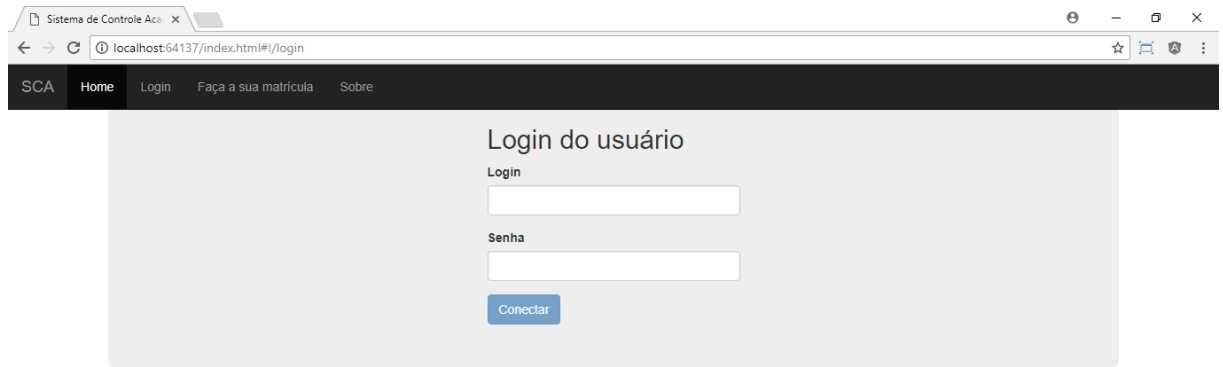 Sistema de Controle Aca
localhost:64137/index.html#!/login
SCA Home Login Faça a sua matrícula Sobre
Login do usuário
Login
Senha
Conectar